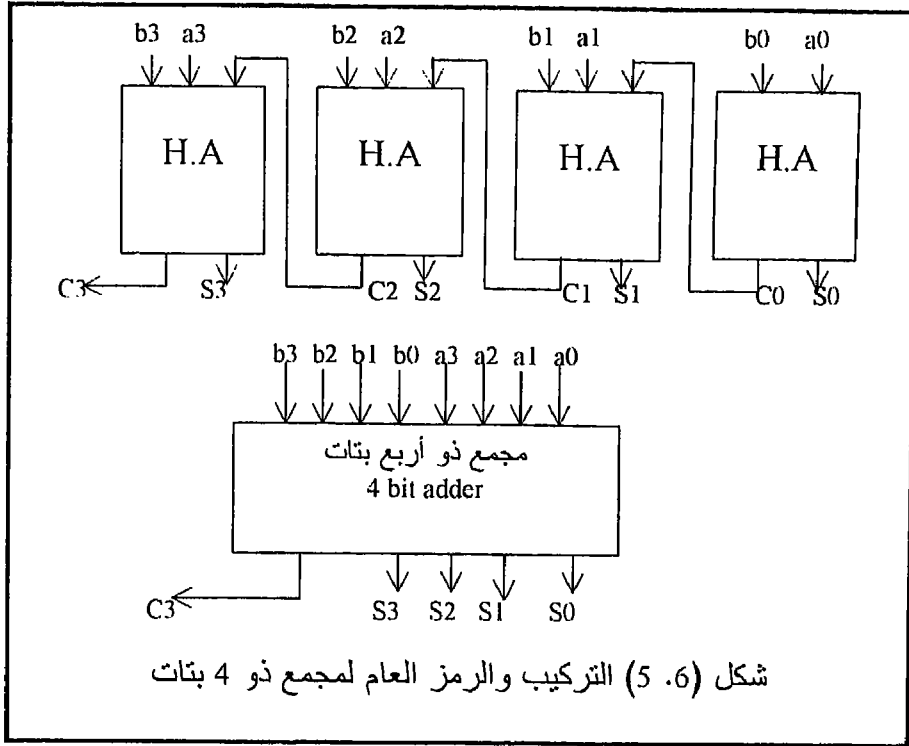 b3 a3 b2 a2 b1 a1 b0 a0
H.A H.A H.A H.A
C3 S3 C2 S2 C1 S1 C0 S0
b3 b2 b1 b0 a3 a2 a1 a0
مجمع ذو أربع بتات
4 bit adder
C3 S3 S2 S1 S0
شكل (6. 5) التركيب والرمز العام لمجمع ذو 4 بتات